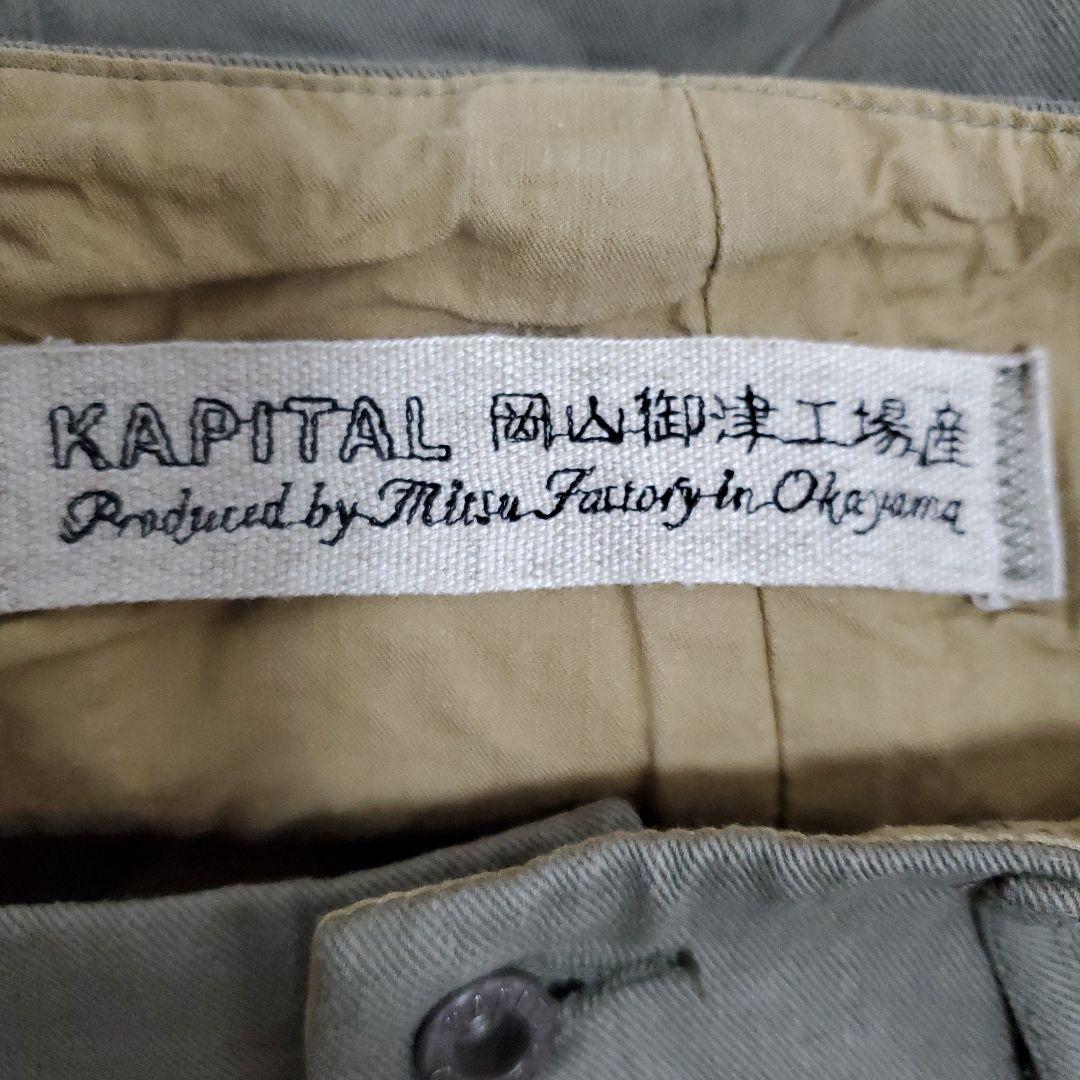 KAPITAL 岡山御津工場産
Produced by Mitsu Factory in Okayama